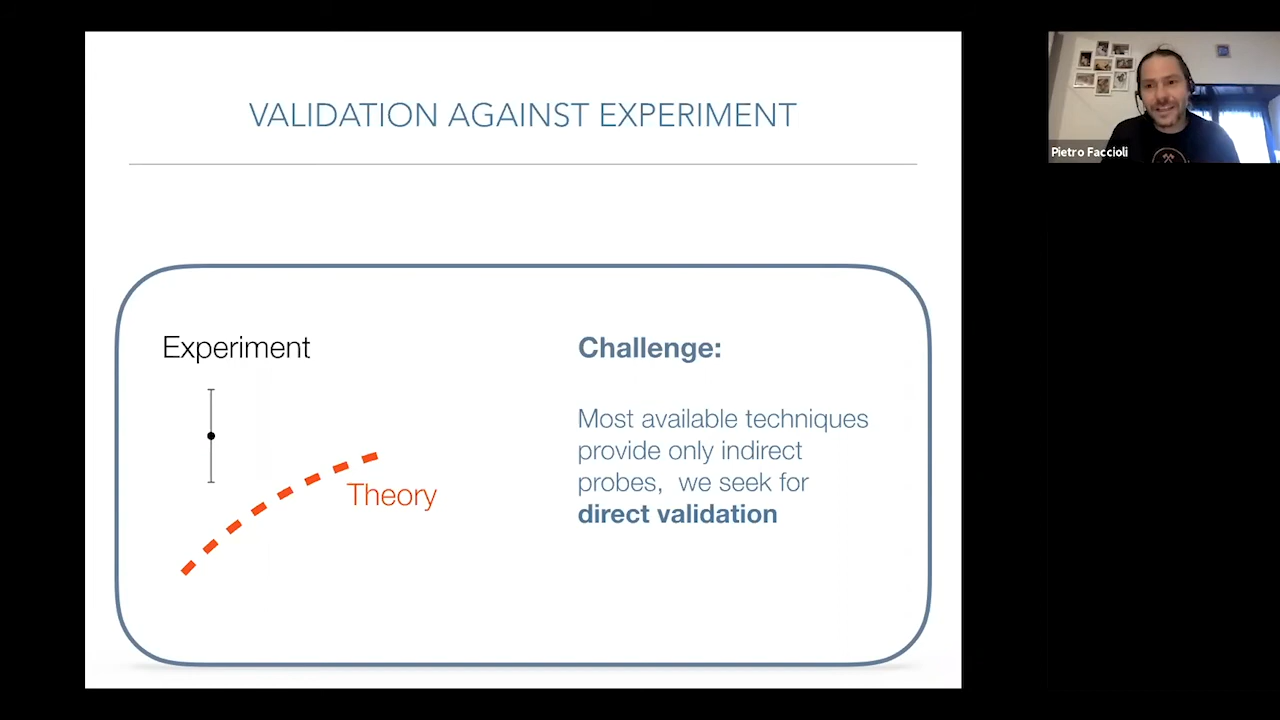 VALIDATION AGAINST EXPERIMENT
Pietro Faccioli
Experiment
Theory
Challenge:
Most available techniques
provide only indirect
probes, we seek for
direct validation